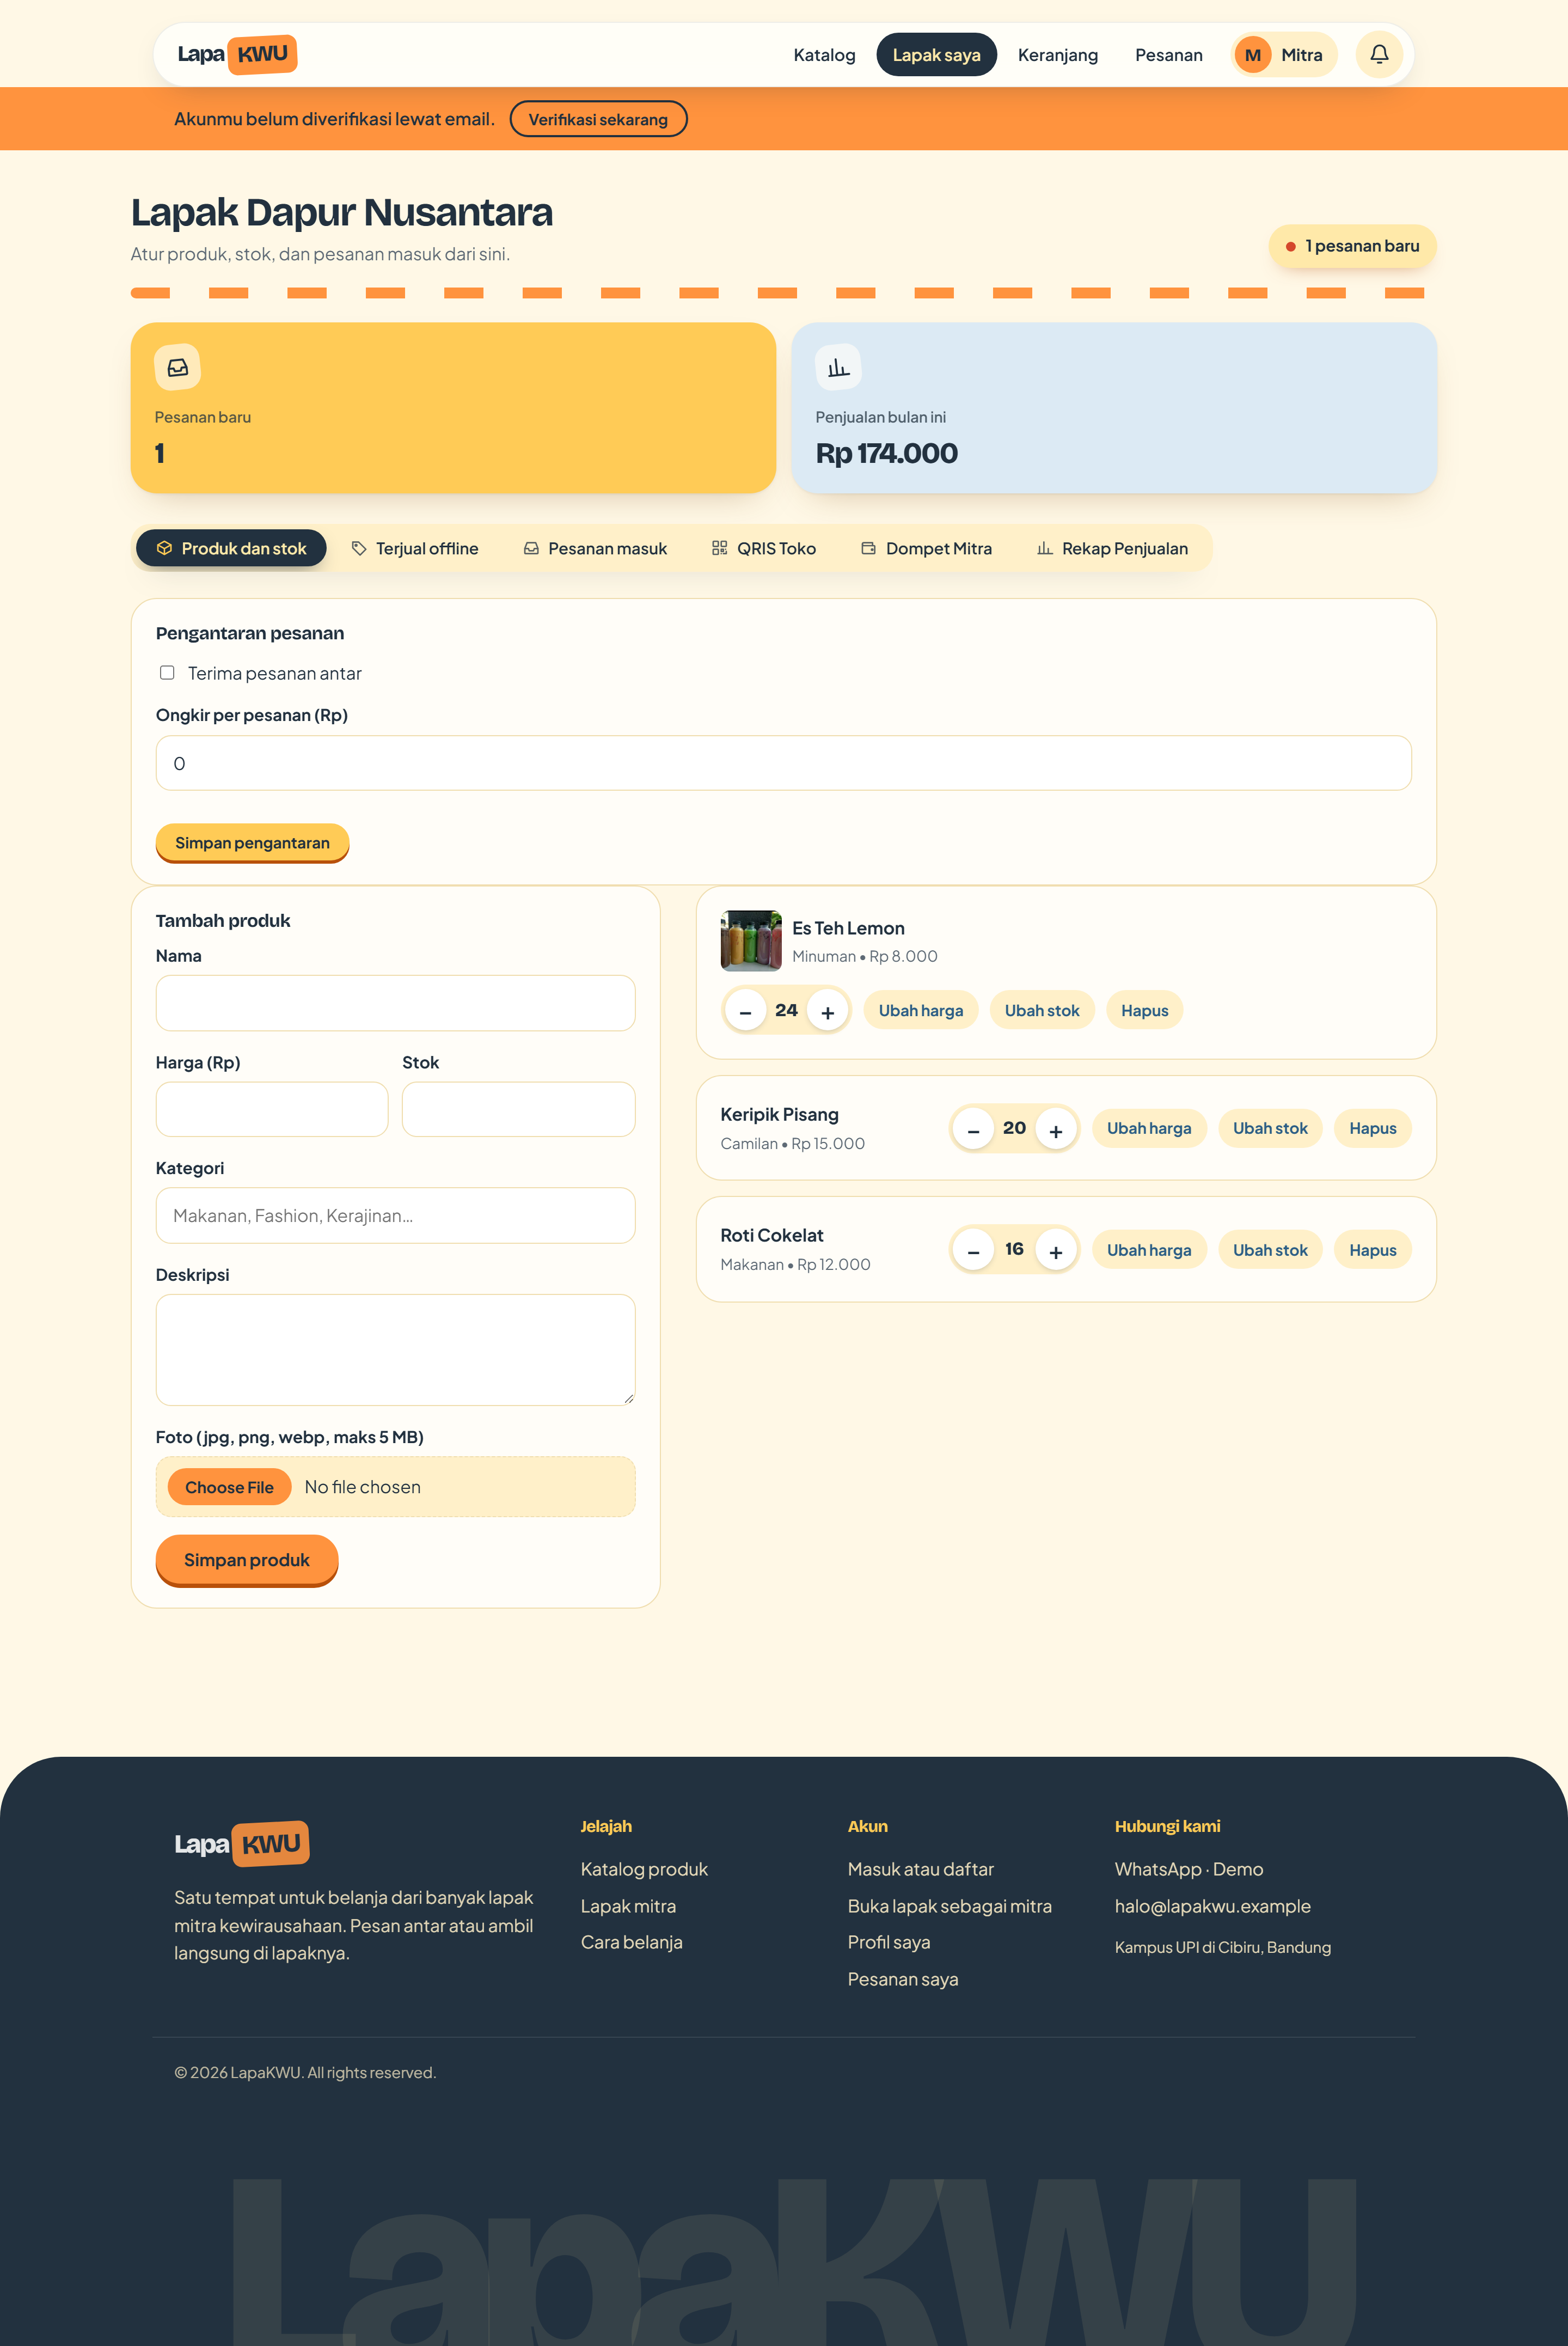 Lapa KWU
Katalog
Lapak saya
Keranjang
Pesanan
M Mitra
Akunmu belum diverifikasi lewat email.
Verifikasi sekarang
Lapak Dapur Nusantara
Atur produk, stok, dan pesanan masuk dari sini.
1 pesanan baru
Pesanan baru
1
Penjualan bulan ini
Rp 174.000
Produk dan stok
Terjual offline
Pesanan masuk
QRIS Toko
Dompet Mitra
Rekap Penjualan
Pengantaran pesanan
Terima pesanan antar
Ongkir per pesanan (Rp)
0
Simpan pengantaran
Tambah produk
Nama
Harga (Rp)
Stok
Kategori
Makanan, Fashion, Kerajinan...
Deskripsi
Foto (jpg, png, webp, maks 5 MB)
Choose File No file chosen
Simpan produk
Es Teh Lemon
Minuman • Rp 8.000
− 24 +
Ubah harga
Ubah stok
Hapus
Keripik Pisang
Camilan • Rp 15.000
− 20 +
Ubah harga
Ubah stok
Hapus
Roti Cokelat
Makanan • Rp 12.000
− 16 +
Ubah harga
Ubah stok
Hapus
Lapa KWU
Satu tempat untuk belanja dari banyak lapak
mitra kewirausahaan. Pesan antar atau ambil
langsung di lapaknya.
Jelajah
Katalog produk
Lapak mitra
Cara belanja
Akun
Masuk atau daftar
Buka lapak sebagai mitra
Profil saya
Pesanan saya
Hubungi kami
WhatsApp · Demo
halo@lapakwu.example
Kampus UPI di Cibiru, Bandung
© 2026 LapaKWU. All rights reserved.
LapaKWU